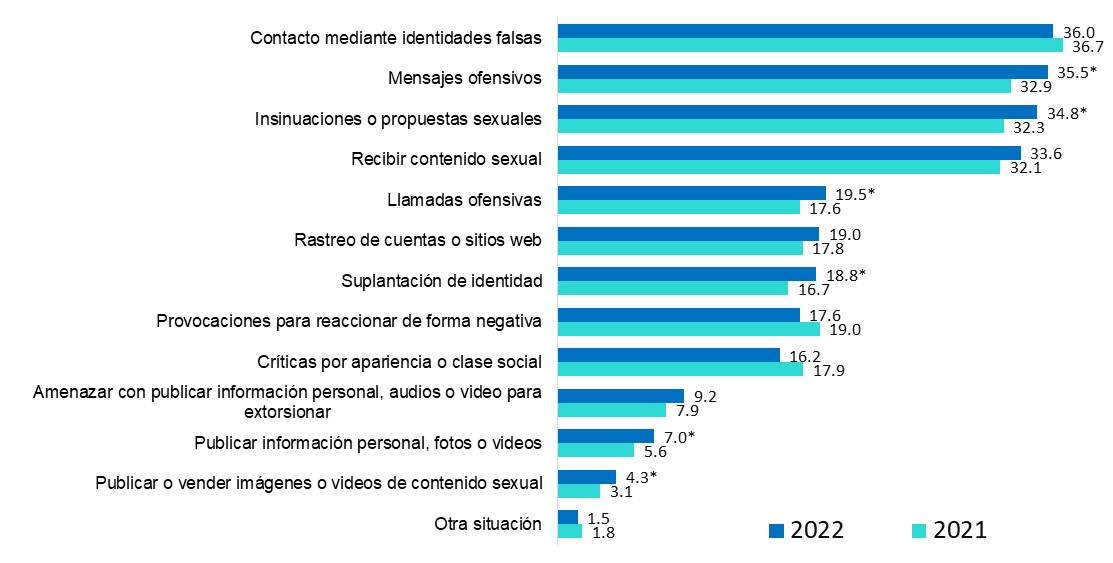 Contacto mediante identidades falsas
36.0
36.7
Mensajes ofensivos
35.5*
32.9
Insinuaciones o propuestas sexuales
34.8*
32.3
Recibir contenido sexual
33.6
32.1
Llamadas ofensivas
19.5*
17.6
Rastreo de cuentas o sitios web
19.0
17.8
Suplantación de identidad
18.8*
16.7
Provocaciones para reaccionar de forma negativa
17.6
19.0
Críticas por apariencia o clase social
16.2
17.9
Amenazar con publicar información personal, audios o video para
extorsionar
9.2
7.9
Publicar información personal, fotos o videos
7.0*
5.6
Publicar o vender imágenes o videos de contenido sexual
4.3*
3.1
Otra situación
1.5
1.8
2022
2021